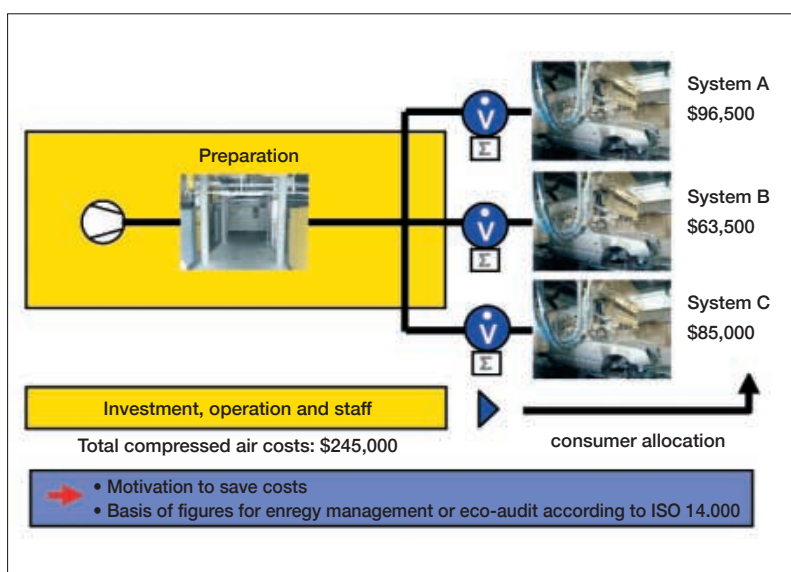 Preparation
V
Σ
System A
$96,500
V
Σ
System B
$63,500
V
Σ
System C
$85,000
Investment, operation and staff
Total compressed air costs: $245,000
consumer allocation
• Motivation to save costs
• Basis of figures for enregy management or eco-audit according to ISO 14.000